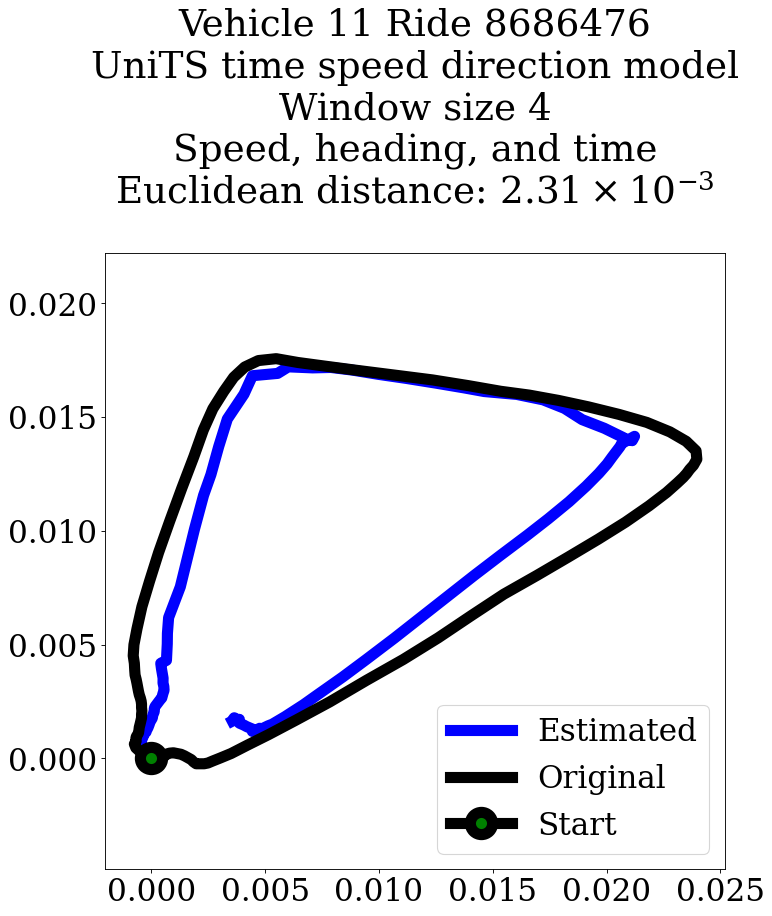 Vehicle 11 Ride 8686476
UniTS time speed direction model
Window size 4
Speed, heading, and time
Euclidean distance: 2.31 × 10⁻³
0.020
0.015
0.010
0.005
0.000
Estimated
Original
Start
0.000 0.005 0.010 0.015 0.020 0.025